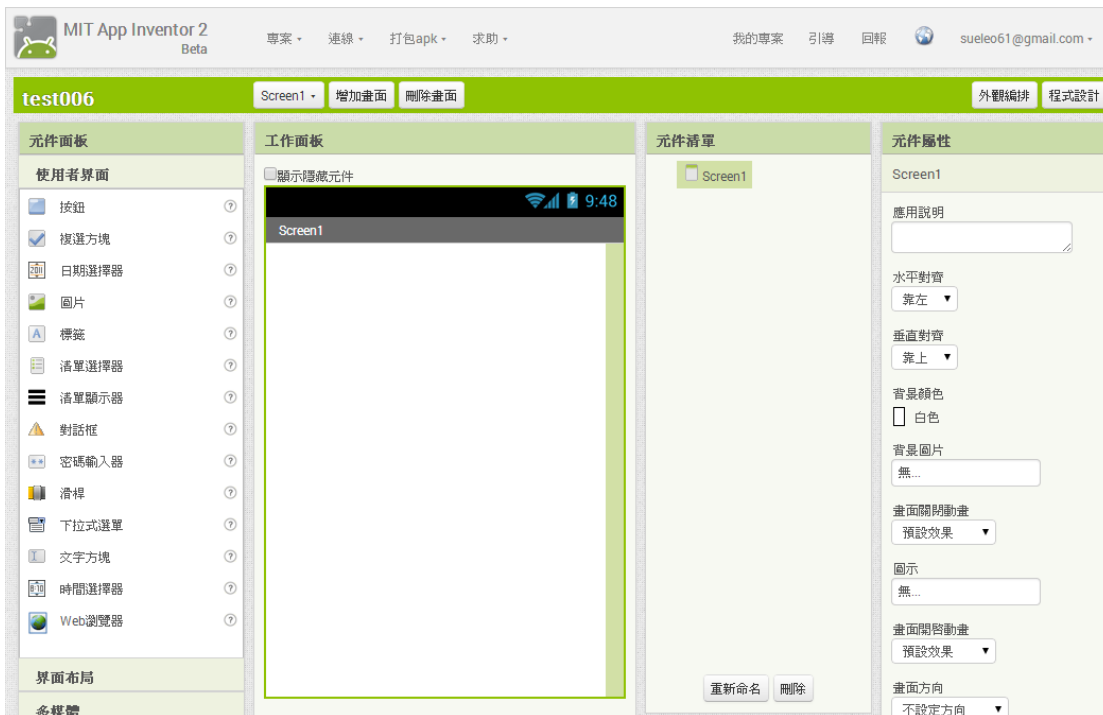 MIT App Inventor 2
Beta
專案 連線 打包apk 求助 我的專案 引導 回報 sueleo61@gmail.com
test006 Screen1 增加畫面 刪除畫面 外觀編排 程式設計
元件面板
使用者界面
按鈕
複選方塊
日期選擇器
圖片
標籤
清單選擇器
清單顯示器
對話框
密碼輸入器
滑桿
下拉式選單
文字方塊
時間選擇器
Web瀏覽器
界面布局
多媒體
工作面板
顯示隱藏元件
9:48
Screen1
元件清單
Screen1
重新命名 刪除
元件屬性
Screen1
應用說明
水平對齊
靠左
垂直對齊
靠上
背景顏色
白色
背景圖片
無...
畫面關閉動畫
預設效果
圖示
無...
畫面開啓動畫
預設效果
畫面方向
不設定方向